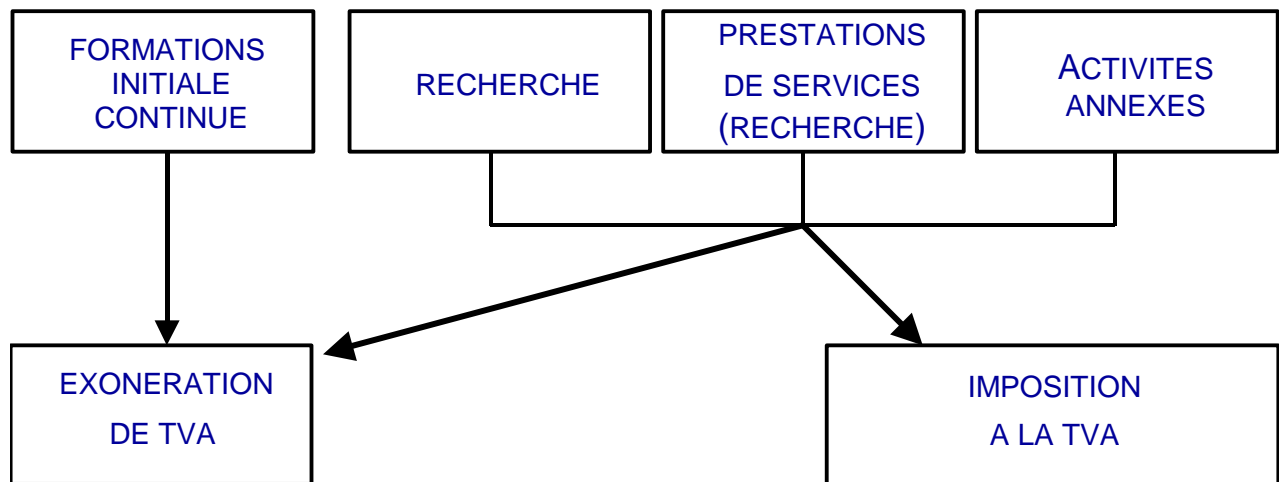 FORMATIONS
INITIALE
CONTINUE
RECHERCHE
PRESTATIONS
DE SERVICES
(RECHERCHE)
ACTIVITES
ANNEXES
EXONERATION
DE TVA
IMPOSITION
A LA TVA